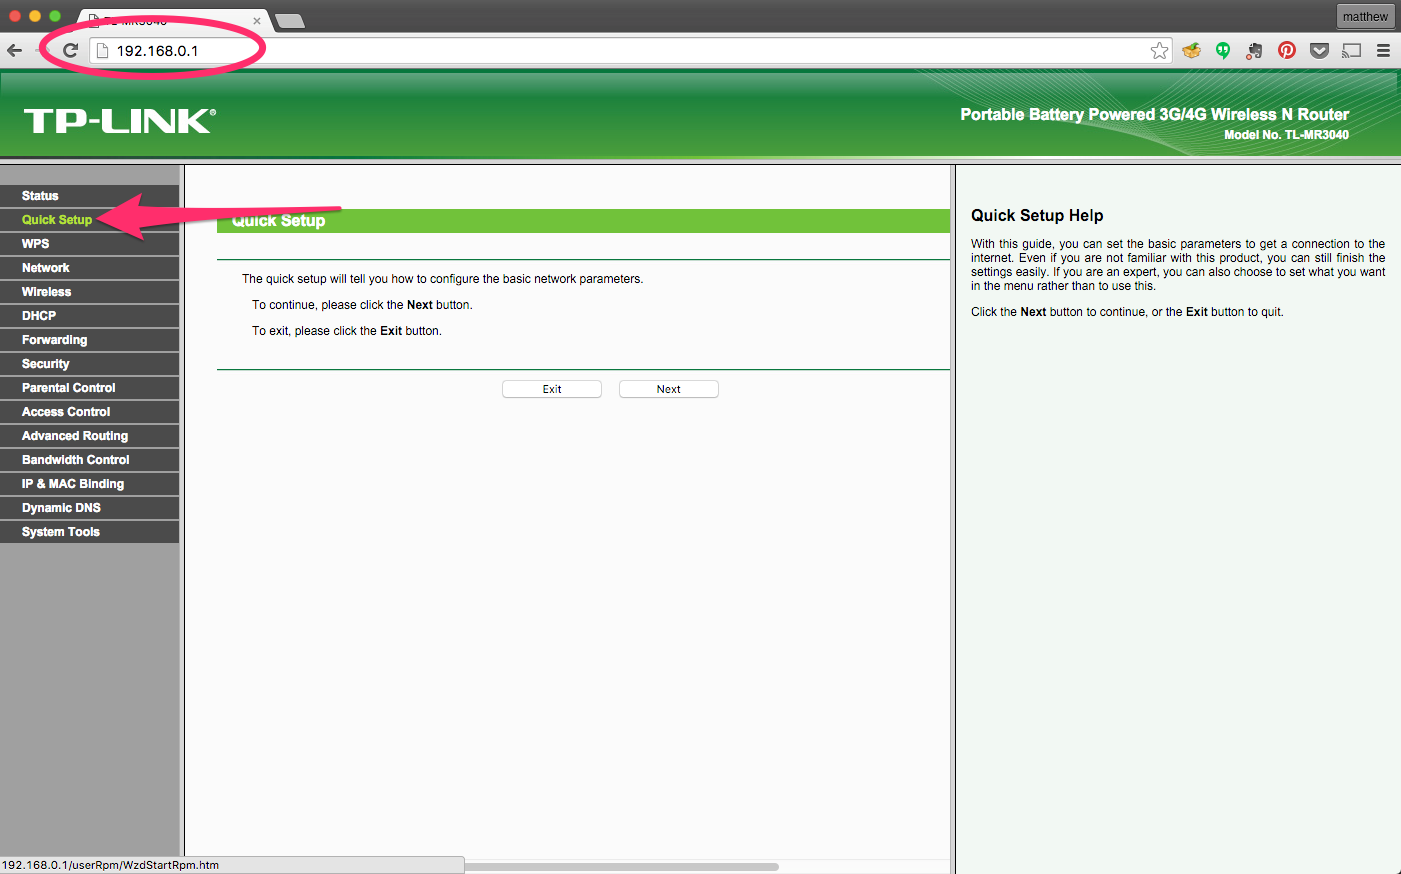 TL-MR3040
matthew
192.168.0.1
TP-LINK®
Portable Battery Powered 3G/4G Wireless N Router
Model No. TL-MR3040
Status
Quick Setup
WPS
Network
Wireless
DHCP
Forwarding
Security
Parental Control
Access Control
Advanced Routing
Bandwidth Control
IP & MAC Binding
Dynamic DNS
System Tools
Quick Setup
The quick setup will tell you how to configure the basic network parameters.
To continue, please click the Next button.
To exit, please click the Exit button.
Exit
Next
Quick Setup Help
With this guide, you can set the basic parameters to get a connection to the
internet. Even if you are not familiar with this product, you can still finish the
settings easily. If you are an expert, you can also choose to set what you want
in the menu rather than to use this.
Click the Next button to continue, or the Exit button to quit.
192.168.0.1/userRpm/WzdStartRpm.htm